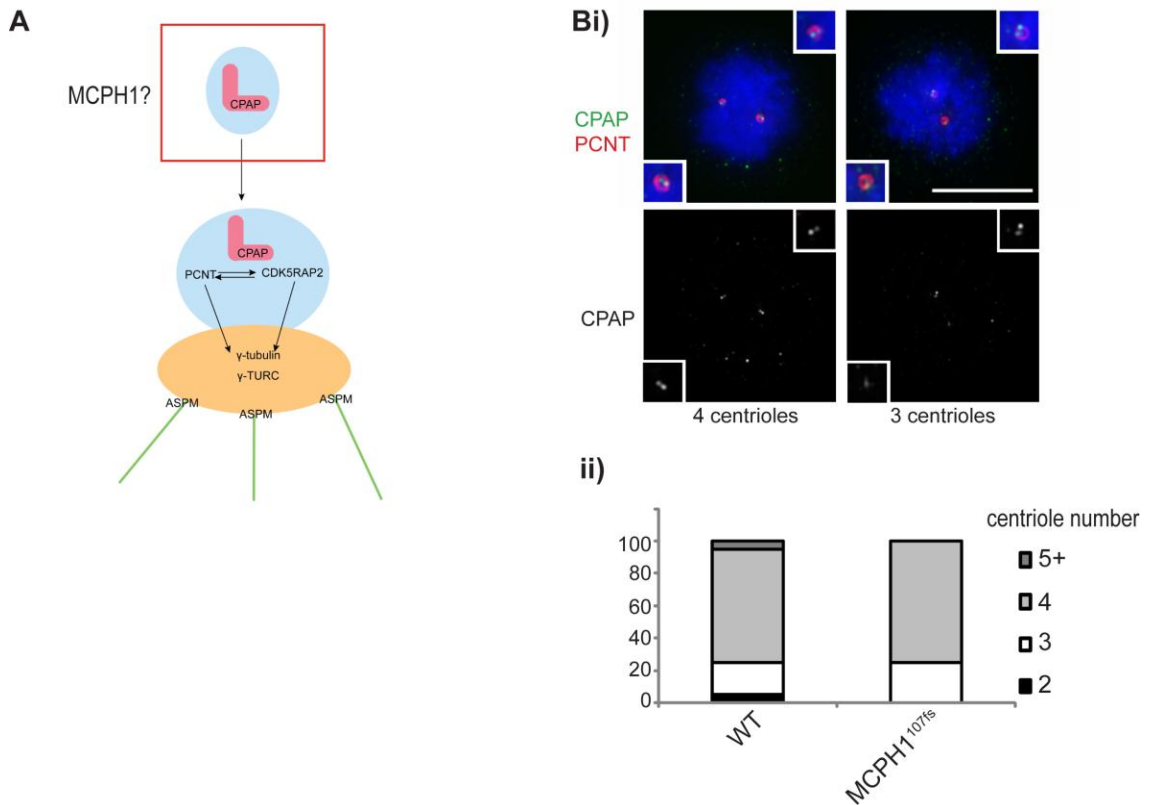 A
MCPH1?
CPAP
CPAP
PCNT
CDK5RAP2
γ-tubulin
γ-TURC
ASPM
ASPM
ASPM
Bi)
CPAP
PCNT
CPAP
4 centrioles
3 centrioles
ii)
centriole number
100
80
60
40
20
0
5+
4
3
2
WT
MCPH1¹⁰⁷ᶠˢ